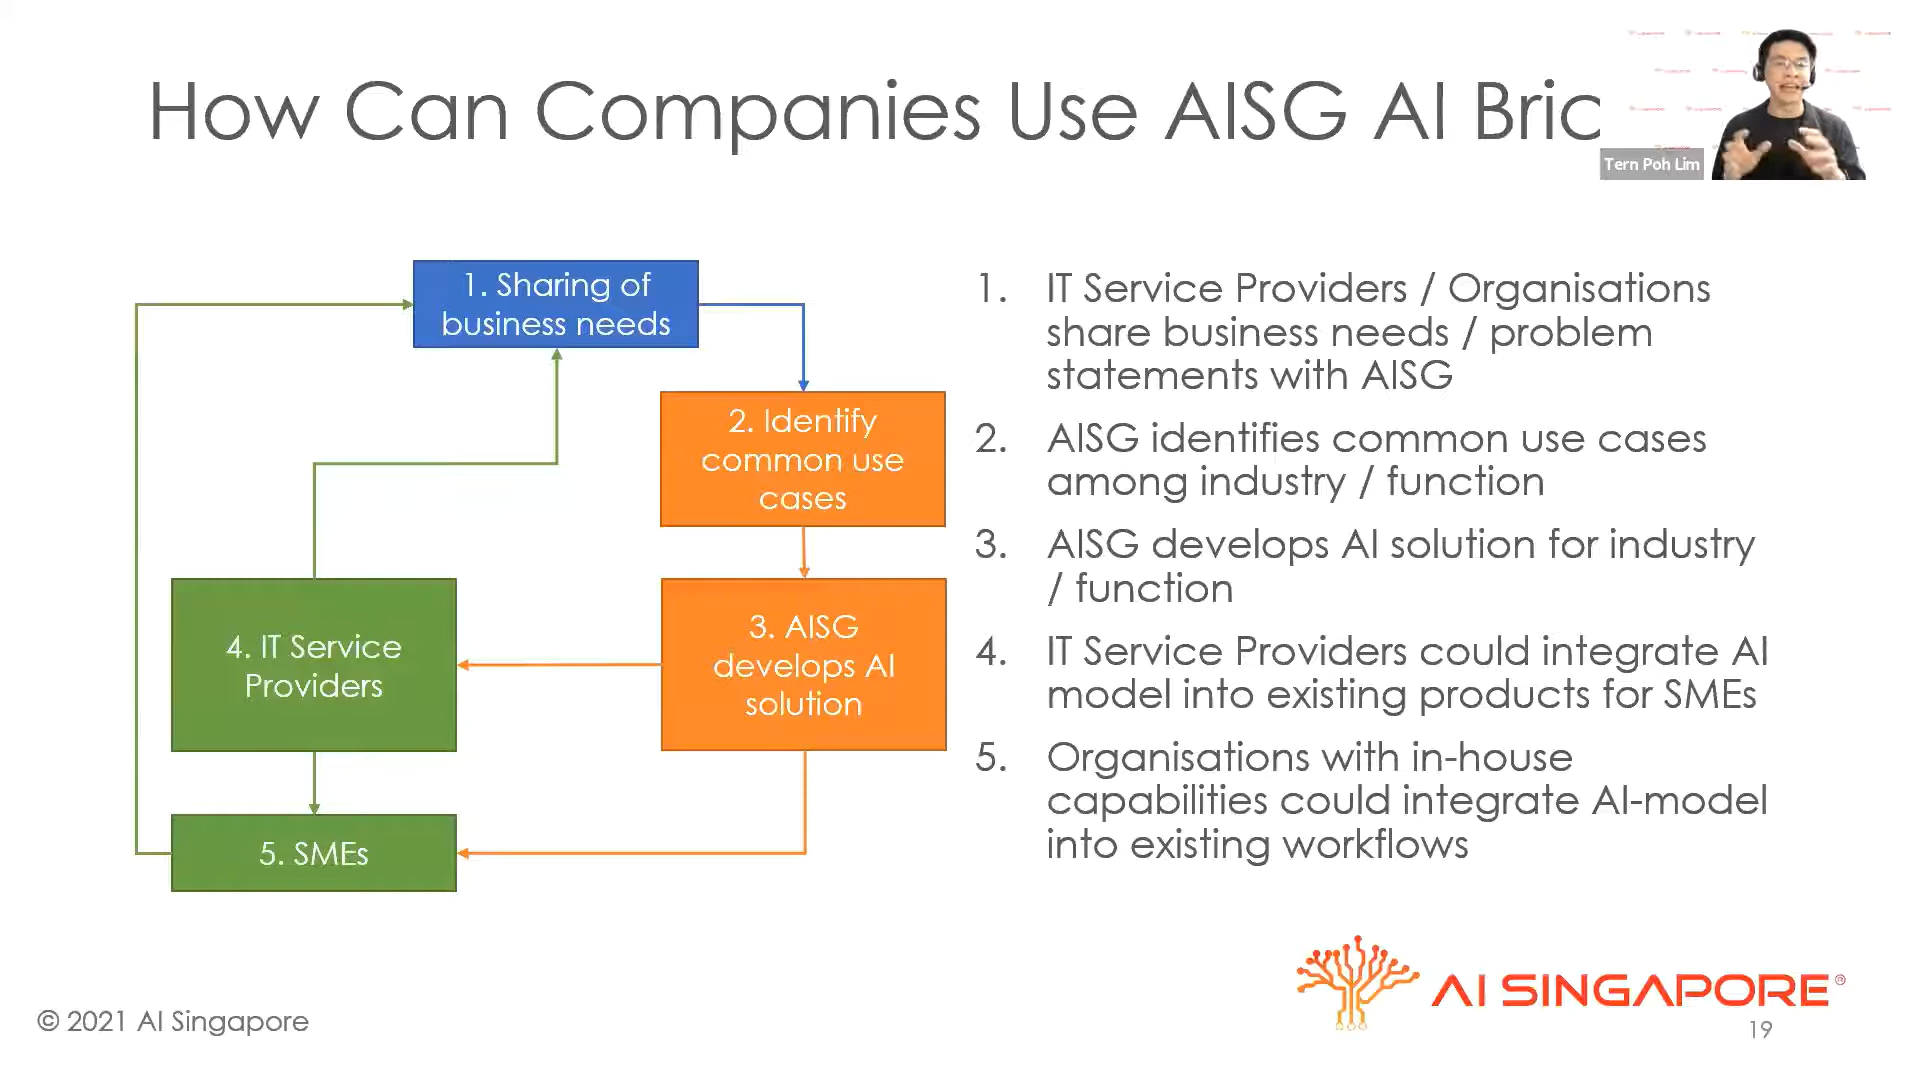 How Can Companies Use AISG AI Bric
Tern Poh Lim
1. Sharing of
business needs
2. Identify
common use
cases
3. AISG
develops AI
solution
4. IT Service
Providers
5. SMEs
1. IT Service Providers / Organisations
share business needs / problem
statements with AISG
2. AISG identifies common use cases
among industry / function
3. AISG develops AI solution for industry
/ function
4. IT Service Providers could integrate AI
model into existing products for SMEs
5. Organisations with in-house
capabilities could integrate AI-model
into existing workflows
AI SINGAPORE®
© 2021 AI Singapore
19